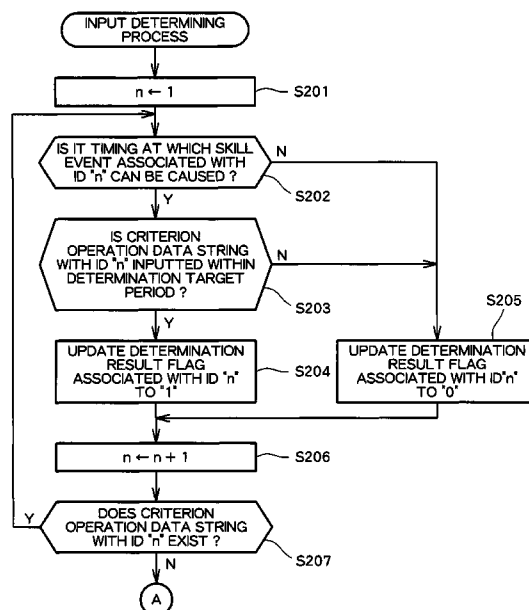 INPUT DETERMINING
PROCESS
n ← 1
S201
IS IT TIMING AT WHICH SKILL
EVENT ASSOCIATED WITH
ID "n" CAN BE CAUSED ?
N
S202
Y
IS
CRITERION
OPERATION DATA STRING
WITH ID "n" INPUTTED WITHIN
DETERMINATION TARGET
PERIOD ?
N
S203
Y
S205
UPDATE DETERMINATION
RESULT FLAG
ASSOCIATED WITH ID "n"
TO "1"
S204
UPDATE DETERMINATION
RESULT FLAG
ASSOCIATED WITH ID"n"
TO "0"
n ← n + 1
S206
Y
DOES CRITERION
OPERATION DATA STRING
WITH ID "n" EXIST ?
S207
N
A